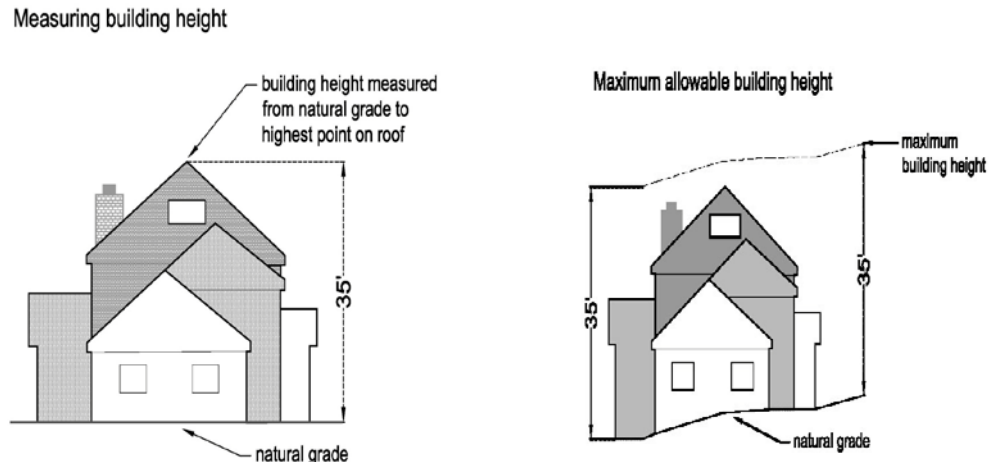 Measuring building height
building height measured
from natural grade to
highest point on roof
35'
natural grade
Maximum allowable building height
maximum
building height
35'
35'
natural grade